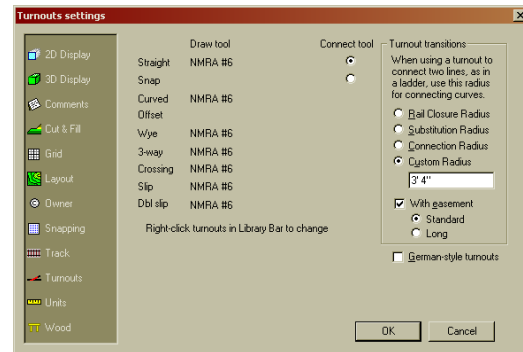 Turnouts settings
2D Display
3D Display
Comments
Cut & Fill
Grid
Layout
Owner
Snapping
Track
Turnouts
Units
Wood
Draw tool
Connect tool
Straight NMRA #6
Snap NMRA #6
Curved NMRA #6
Offset
Wye NMRA #6
3-way NMRA #6
Crossing NMRA #6
Slip NMRA #6
Dbl slip NMRA #6
Right-click turnouts in Library Bar to change
Turnout transitions
When using a turnout to
connect two lines, as in
a ladder, use this radius
for connecting curves.
Rail Closure Radius
Substitution Radius
Connection Radius
Custom Radius
3' 4"
With easement
Standard
Long
German-style turnouts
OK
Cancel